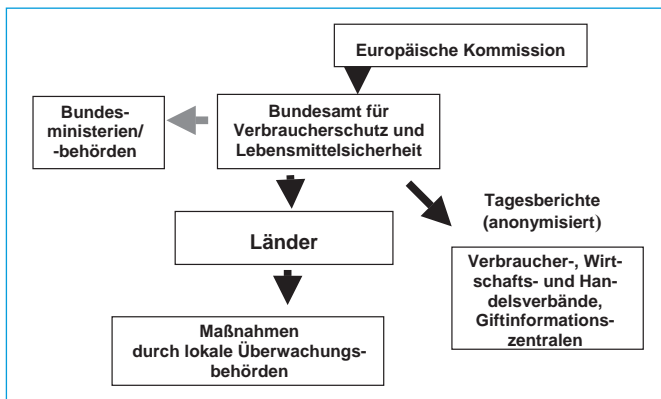 Europäische Kommission
Bundes-
ministerien/
-behörden
Bundesamt für
Verbraucherschutz und
Lebensmittelsicherheit
Tagesberichte
(anonymisiert)
Länder
Verbraucher-, Wirt-
schafts- und Han-
delsverbände,
Giftinformations-
zentralen
Maßnahmen
durch lokale Überwachungs-
behörden